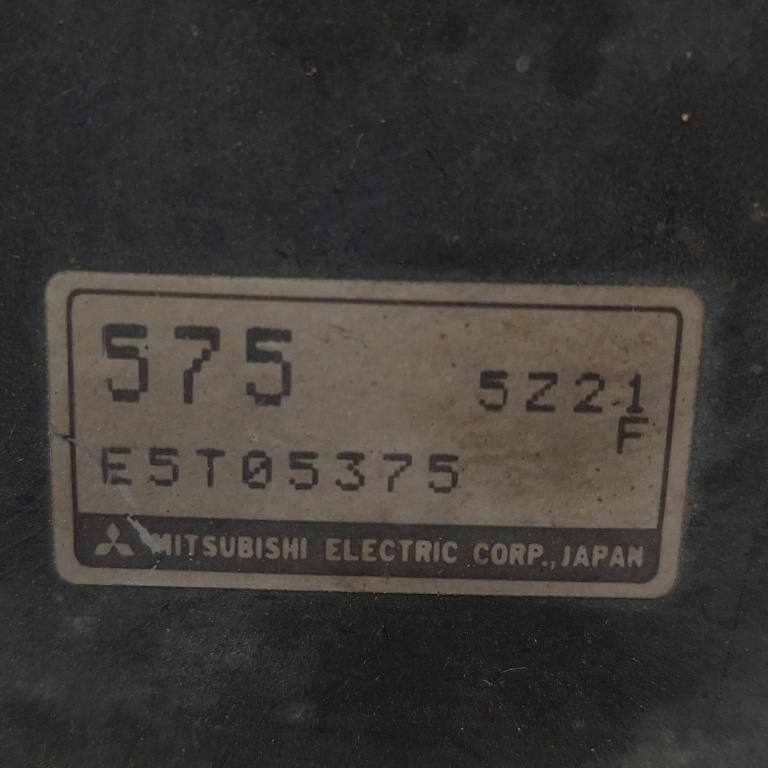 575 5Z21
F
E5T05375
MITSUBISHI ELECTRIC CORP., JAPAN